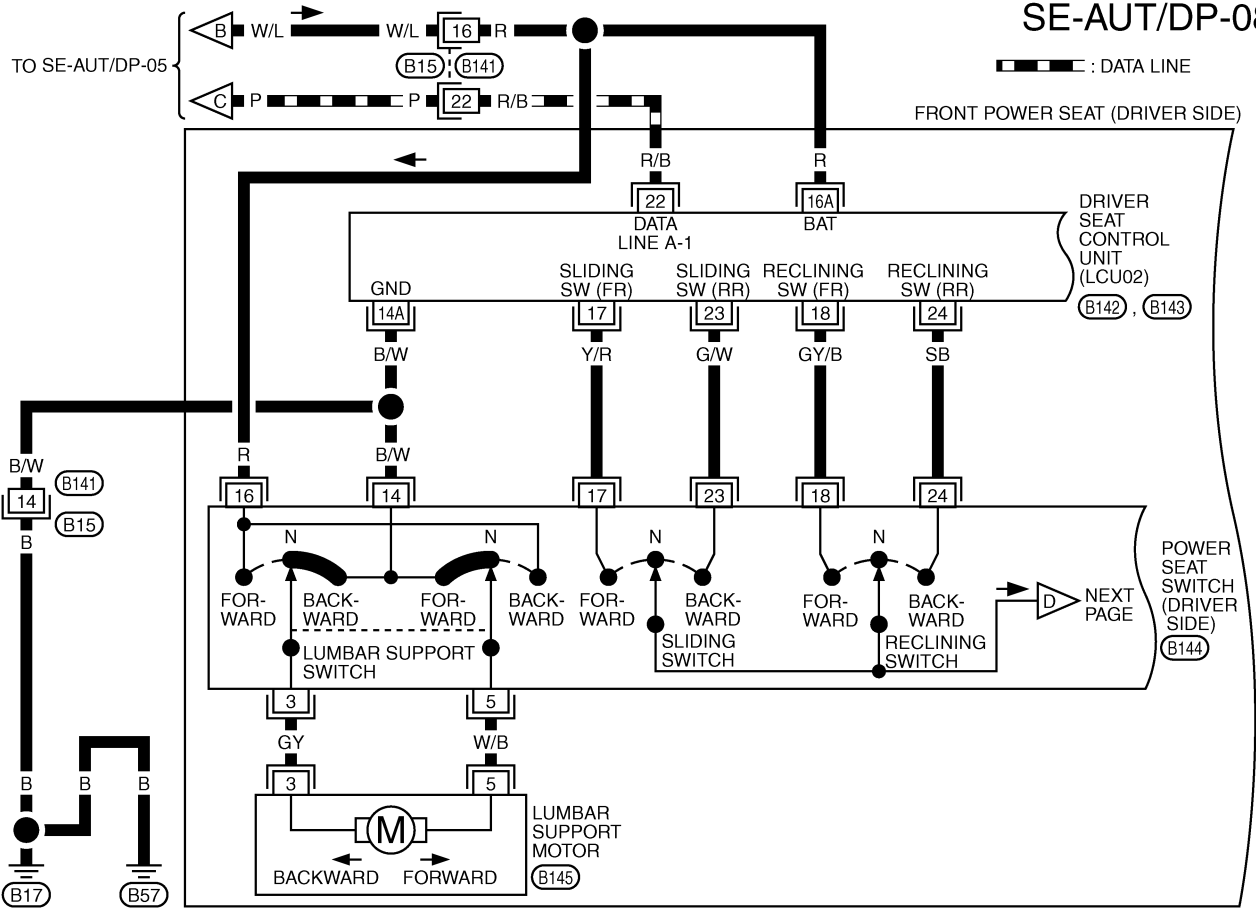 SE-AUT/DP-08
B W/L W/L 16 R
TO SE-AUT/DP-05
B15 B141
: DATA LINE
C P P 22 R/B
FRONT POWER SEAT (DRIVER SIDE)
R/B R
22 16A
DATA
LINE A-1
BAT
DRIVER
SEAT
CONTROL
UNIT
(LCU02)
B142 , B143
GND
SLIDING
SW (FR)
SLIDING
SW (RR)
RECLINING
SW (FR)
RECLINING
SW (RR)
14A 17 23 18 24
B/W Y/R G/W GY/B SB
R B/W
B/W
14
B141
B15
B
16 14 17 23 18 24
N N N N
FOR-
WARD
BACK-
WARD
FOR-
WARD
BACK-
WARD
FOR-
WARD
BACK-
WARD
FOR-
WARD
BACK-
WARD
D
NEXT
PAGE
POWER
SEAT
SWITCH
(DRIVER
SIDE)
B144
LUMBAR SUPPORT
SWITCH
SLIDING
SWITCH
RECLINING
SWITCH
3 5
GY W/B
3 5
B B B
M
LUMBAR
SUPPORT
MOTOR
B145
BACKWARD FORWARD
B17 B57